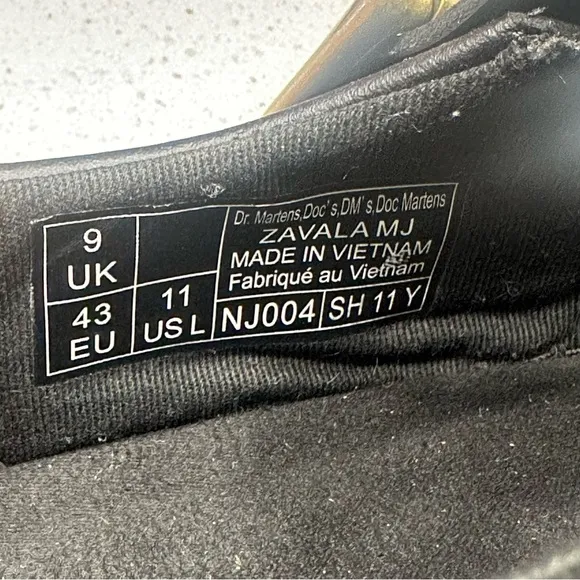 9
UK
43
EU
11
US L
Dr. Martens,Doc's,DM's,Doc Martens
ZAVALA MJ
MADE IN VIETNAM
Fabriqué au Vietnam
NJ004
SH 11 Y